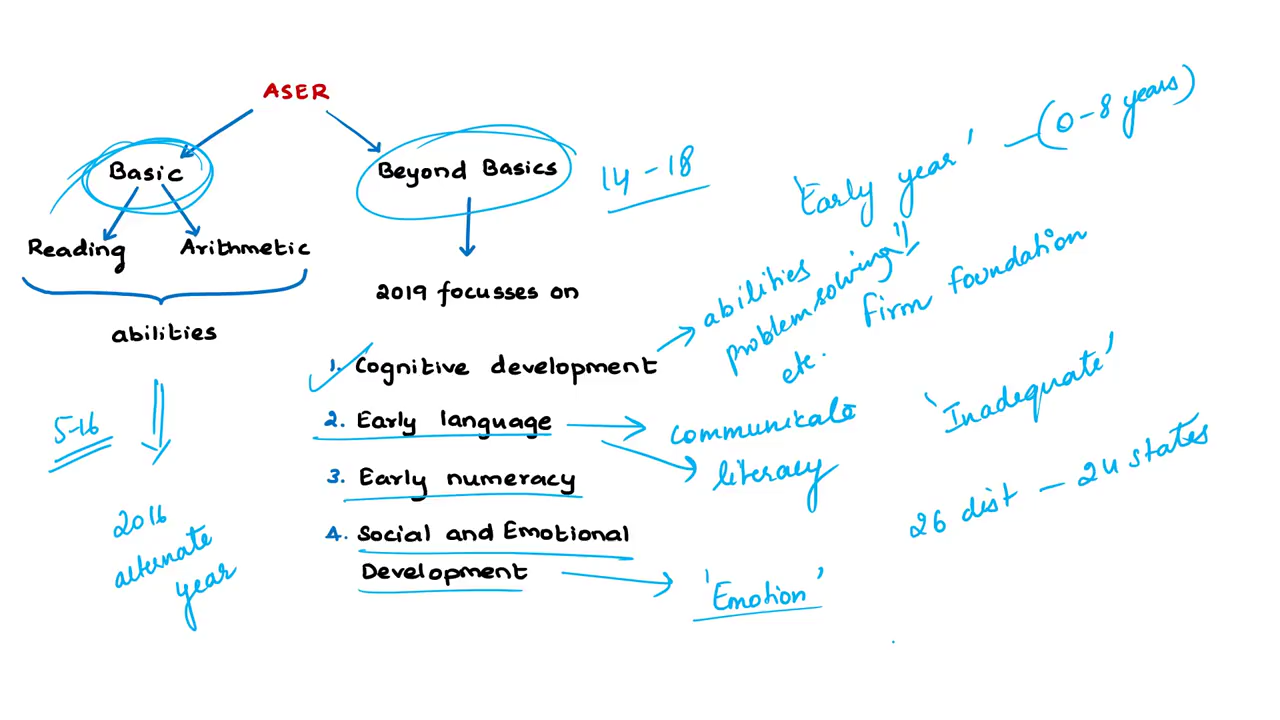 ASER
Basic
Beyond Basics
14 - 18
Reading
Arithmetic
abilities
5-16
2016
alternate
year
2019 focusses on
1. Cognitive development
2. Early language
3. Early numeracy
4. Social and Emotional
Development
abilities
problem solving"
etc.
communicate
literacy
'Emotion'
'Early year' - (0-8 years)
firm foundation
'Inadequate'
26 dist - 24 states